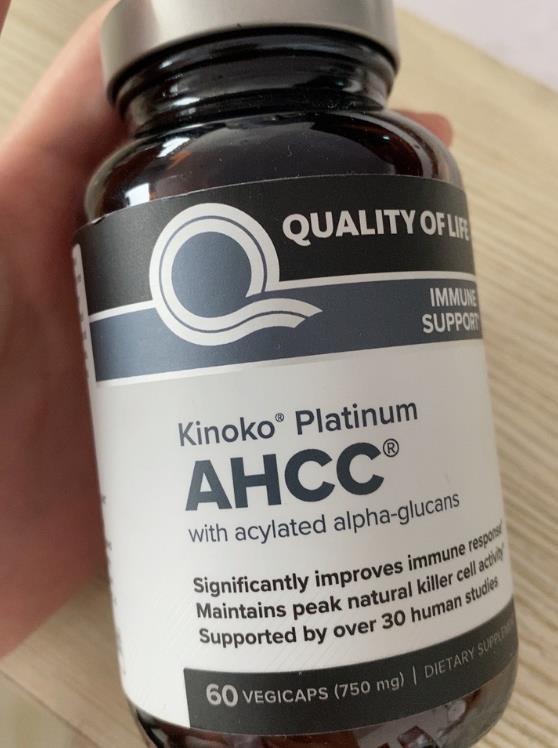 QUALITY OF LIFE
IMMUNE
SUPPORT
Kinoko® Platinum
AHCC®
with acylated alpha-glucans
Significantly improves immune response
Maintains peak natural killer cell activity
Supported by over 30 human studies
60 VEGICAPS (750 mg) | DIETARY SUPPLEMENT